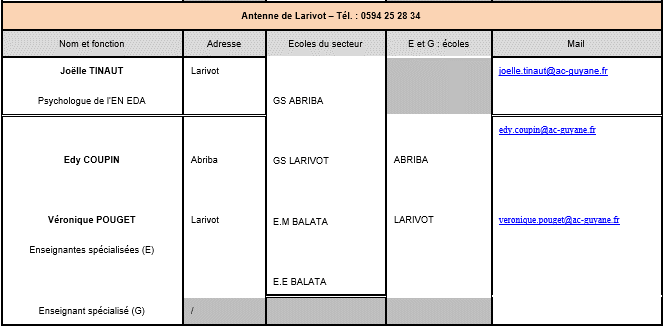 Antenne de Larivot – Tél. : 0594 25 28 34
Nom et fonction Adresse Ecoles du secteur E et G : écoles Mail
Joëlle TINAUT Larivot joelle.tinaut@ac-guyane.fr
Psychologue de l'EN EDA GS ABRIBA
edy.coupin@ac-guyane.fr
Edy COUPIN Abriba GS LARIVOT ABRIBA
Véronique POUGET Larivot E.M BALATA LARIVOT veronique.pouget@ac-guyane.fr
Enseignantes spécialisées (E)
E.E BALATA
Enseignant spécialisé (G) /